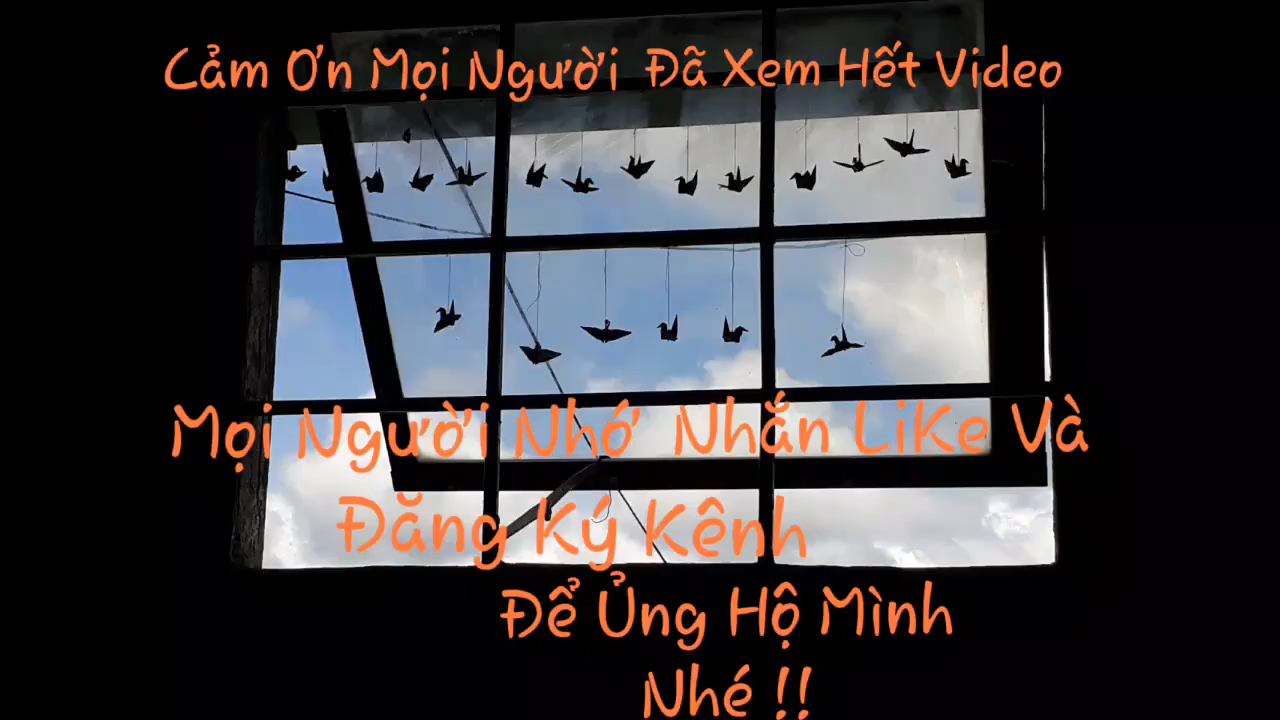 Cảm Ơn Mọi Người Đã Xem Hết Video
Mọi Người Nhớ Nhắn LiKe Và
Đăng Ký Kênh
Để Ủng Hộ Mình
Nhé !!